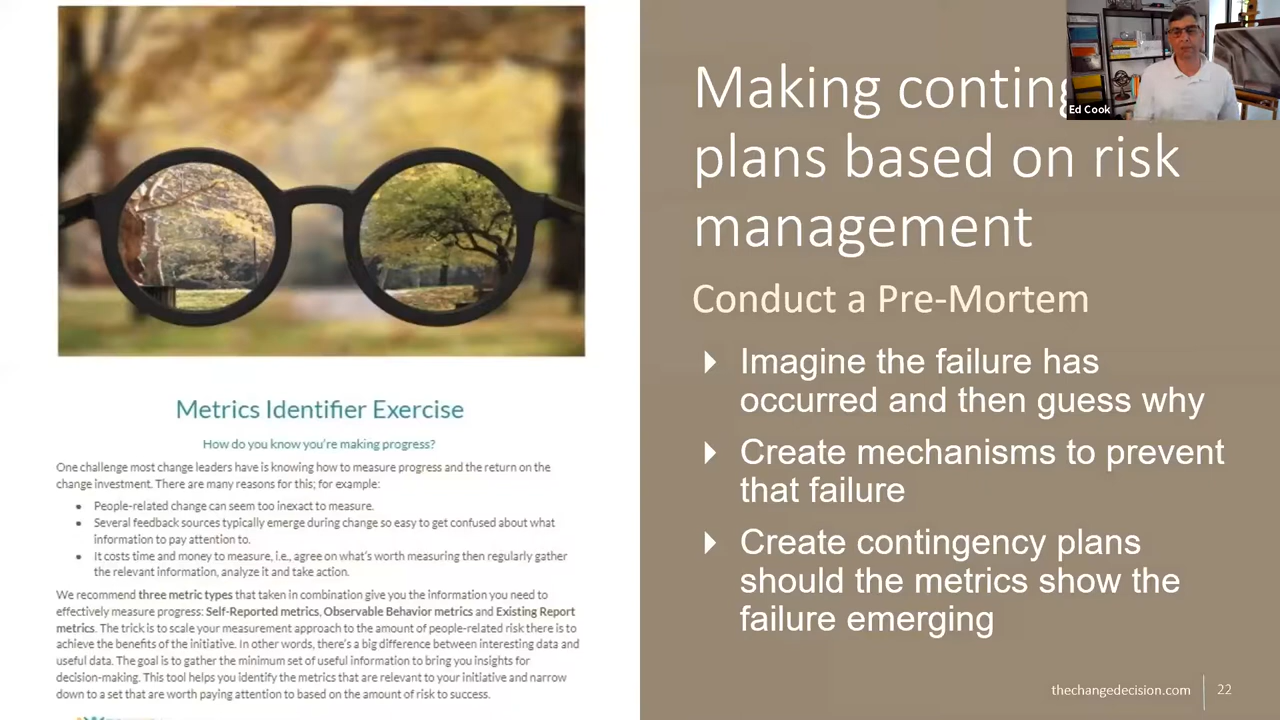 Metrics Identifier Exercise
How do you know you're making progress?
One challenge most change leaders have is knowing how to measure progress and the return on the
change investment. There are many reasons for this; for example:
• People-related change can seem too inexact to measure.
• Several feedback sources typically emerge during change so easy to get confused about what
information to pay attention to.
• It costs time and money to measure, i.e., agree on what's worth measuring then regularly gather
the relevant information, analyze it and take action.
We recommend three metric types that taken in combination give you the information you need to
effectively measure progress: Self-Reported metrics, Observable Behavior metrics and Existing Report
metrics. The trick is to scale your measurement approach to the amount of people-related risk there is to
achieve the benefits of the initiative. In other words, there's a big difference between interesting data and
useful data. The goal is to gather the minimum set of useful information to bring you insights for
decision-making. This tool helps you identify the metrics that are relevant to your initiative and narrow
down to a set that are worth paying attention to based on the amount of risk to success.
Making conting
plans based on risk
management
Conduct a Pre-Mortem
Imagine the failure has
occurred and then guess why
Create mechanisms to prevent
that failure
Create contingency plans
should the metrics show the
failure emerging
thechangedecision.com 22
Ed Cook